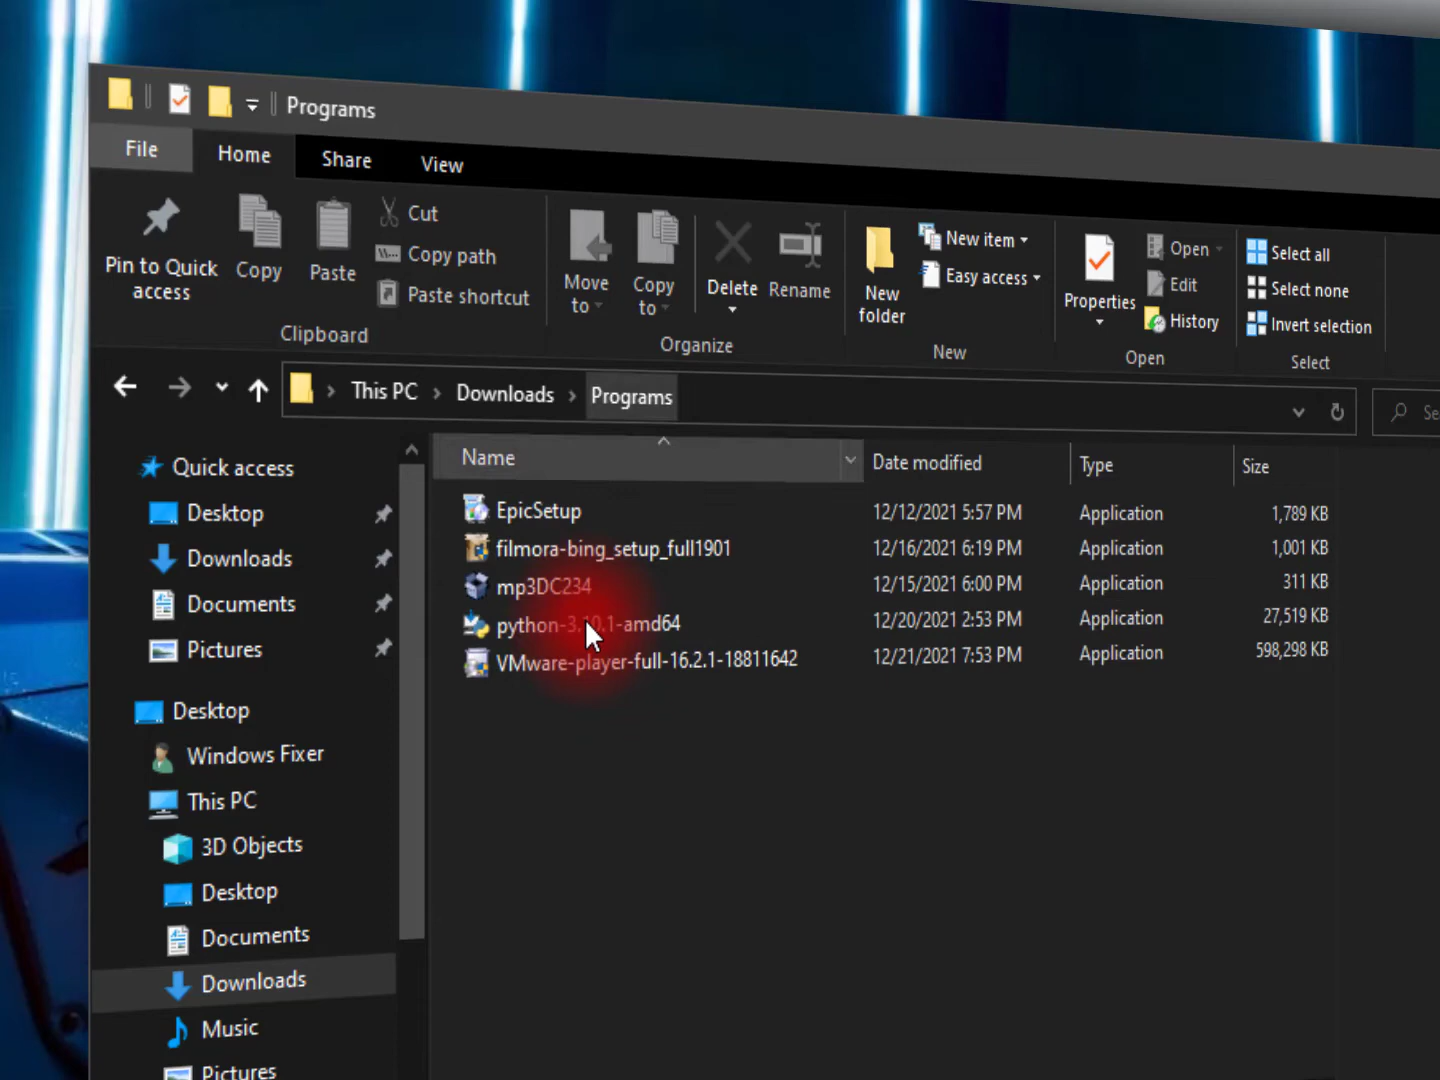 Programs
File Home Share View
Pin to Quick access
Copy
Paste
Cut
Copy path
Paste shortcut
Clipboard
Move to
Copy to
Delete
Rename
Organize
New folder
New item
Easy access
New
Properties
Open
Edit
History
Open
Select all
Select none
Invert selection
Select
This PC Downloads Programs
Se
Quick access
Desktop
Downloads
Documents
Pictures
Desktop
Windows Fixer
This PC
3D Objects
Desktop
Documents
Downloads
Music
Pictures
Name Date modified Type Size
EpicSetup 12/12/2021 5:57 PM Application 1,789 KB
filmora-bing_setup_full1901 12/16/2021 6:19 PM Application 1,001 KB
mp3DC234 12/15/2021 6:00 PM Application 311 KB
python-3.10.1-amd64 12/20/2021 2:53 PM Application 27,519 KB
VMware-player-full-16.2.1-18811642 12/21/2021 7:53 PM Application 598,298 KB